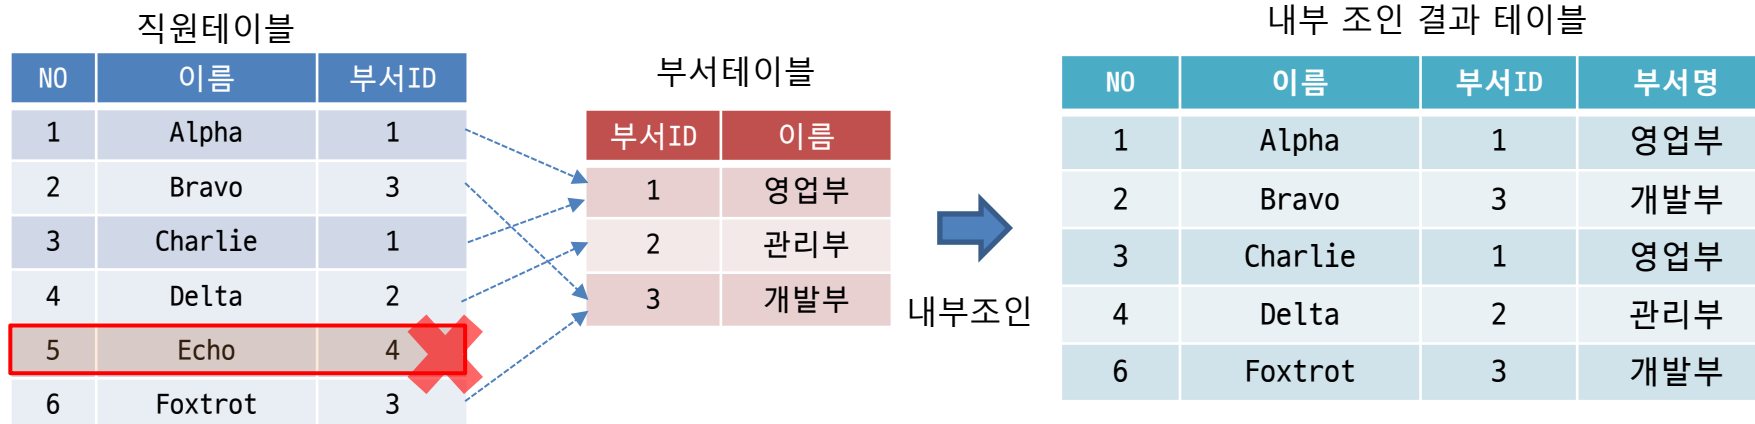 직원테이블
NO 이름 부서ID
1 Alpha 1
2 Bravo 3
3 Charlie 1
4 Delta 2
5 Echo 4
6 Foxtrot 3
부서테이블
부서ID 이름
1 영업부
2 관리부
3 개발부
내부조인
내부 조인 결과 테이블
NO 이름 부서ID 부서명
1 Alpha 1 영업부
2 Bravo 3 개발부
3 Charlie 1 영업부
4 Delta 2 관리부
6 Foxtrot 3 개발부